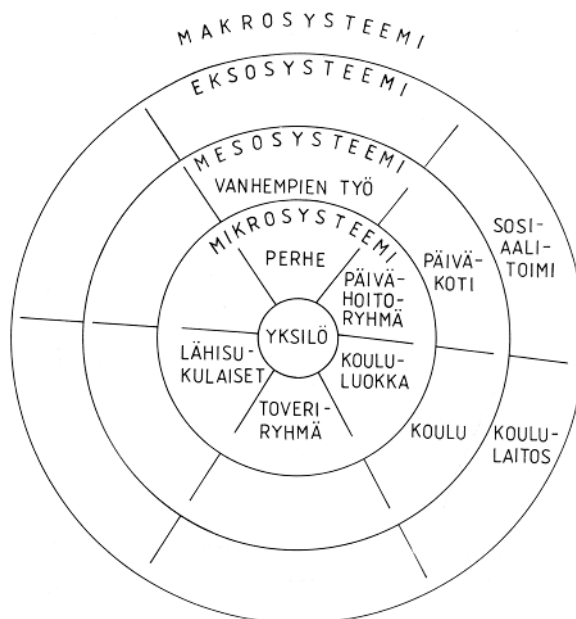 MAKROSYSTEEMI
EKSOSYSTEEMI
MESOSYSTEEMI
VANHEMPIEN TYÖ
MIKROSYSTEEMI
PERHE
PÄIVÄ-
HOITO-
RYHMÄ
PÄIVÄ-
KOTI
SOSI-
AALI-
TOIMI
YKSILÖ
LÄHISU-
KULAISET
KOULU-
LUOKKA
TOVERI-
RYHMÄ
KOULU
KOULU-
LAITOS